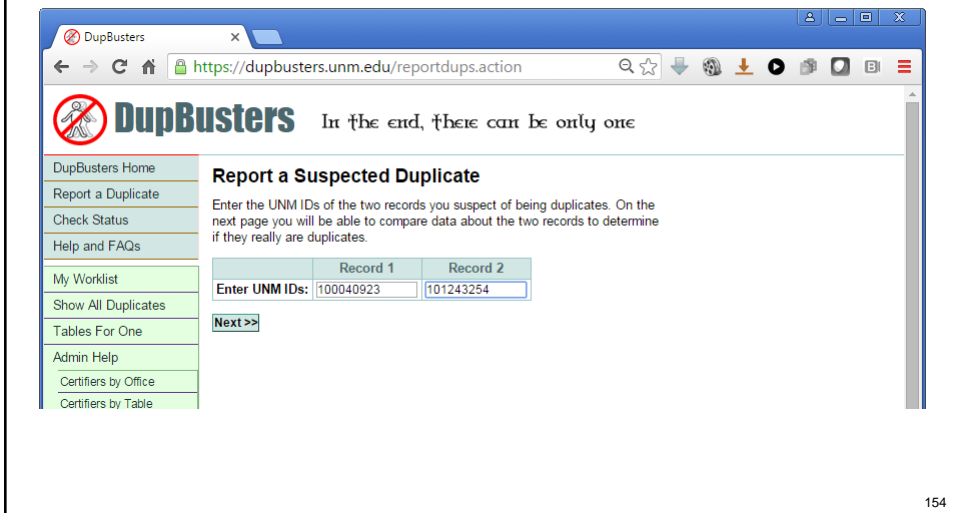 DupBusters
https://dupbusters.unm.edu/reportdups.action
DupBusters In the end, there can be only one
DupBusters Home
Report a Duplicate
Check Status
Help and FAQs
My Worklist
Show All Duplicates
Tables For One
Admin Help
Certifiers by Office
Certifiers by Table
Report a Suspected Duplicate
Enter the UNM IDs of the two records you suspect of being duplicates. On the
next page you will be able to compare data about the two records to determine
if they really are duplicates.
Record 1 Record 2
Enter UNM IDs: 100040923 101243254
Next >>
154